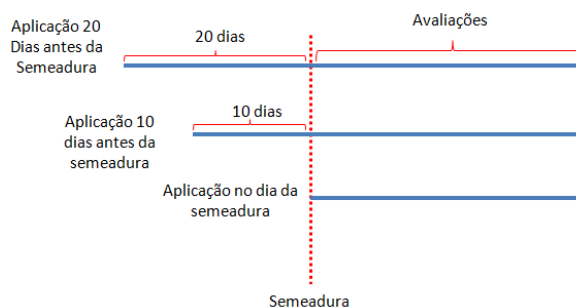 Aplicação 20
Dias antes da
Semeadura
20 dias
Avaliações
Aplicação 10
dias antes da
semeadura
10 dias
Aplicação no dia da
semeadura
Semeadura